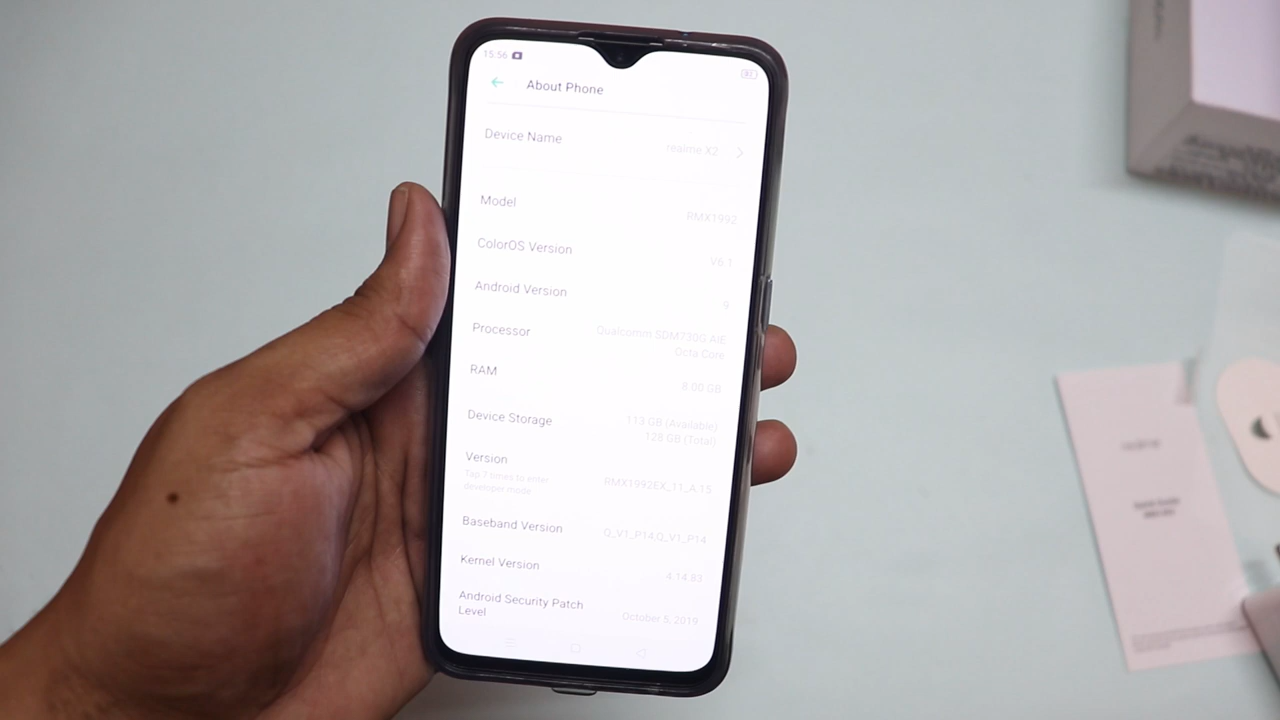 15:56
About Phone
Device Name
realme X2
Model
RMX1992
ColorOS Version
V6.1
Android Version
9
Processor
Qualcomm SDM730G AIE
Octa Core
RAM
8.00 GB
Device Storage
113 GB (Available)
128 GB (Total)
Version
Tap 7 times to enter
developer mode
RMX1992EX_11_A.15
Baseband Version
Q_V1_P14,Q_V1_P14
Kernel Version
4.14.83
Android Security Patch
Level
October 5, 2019
realme